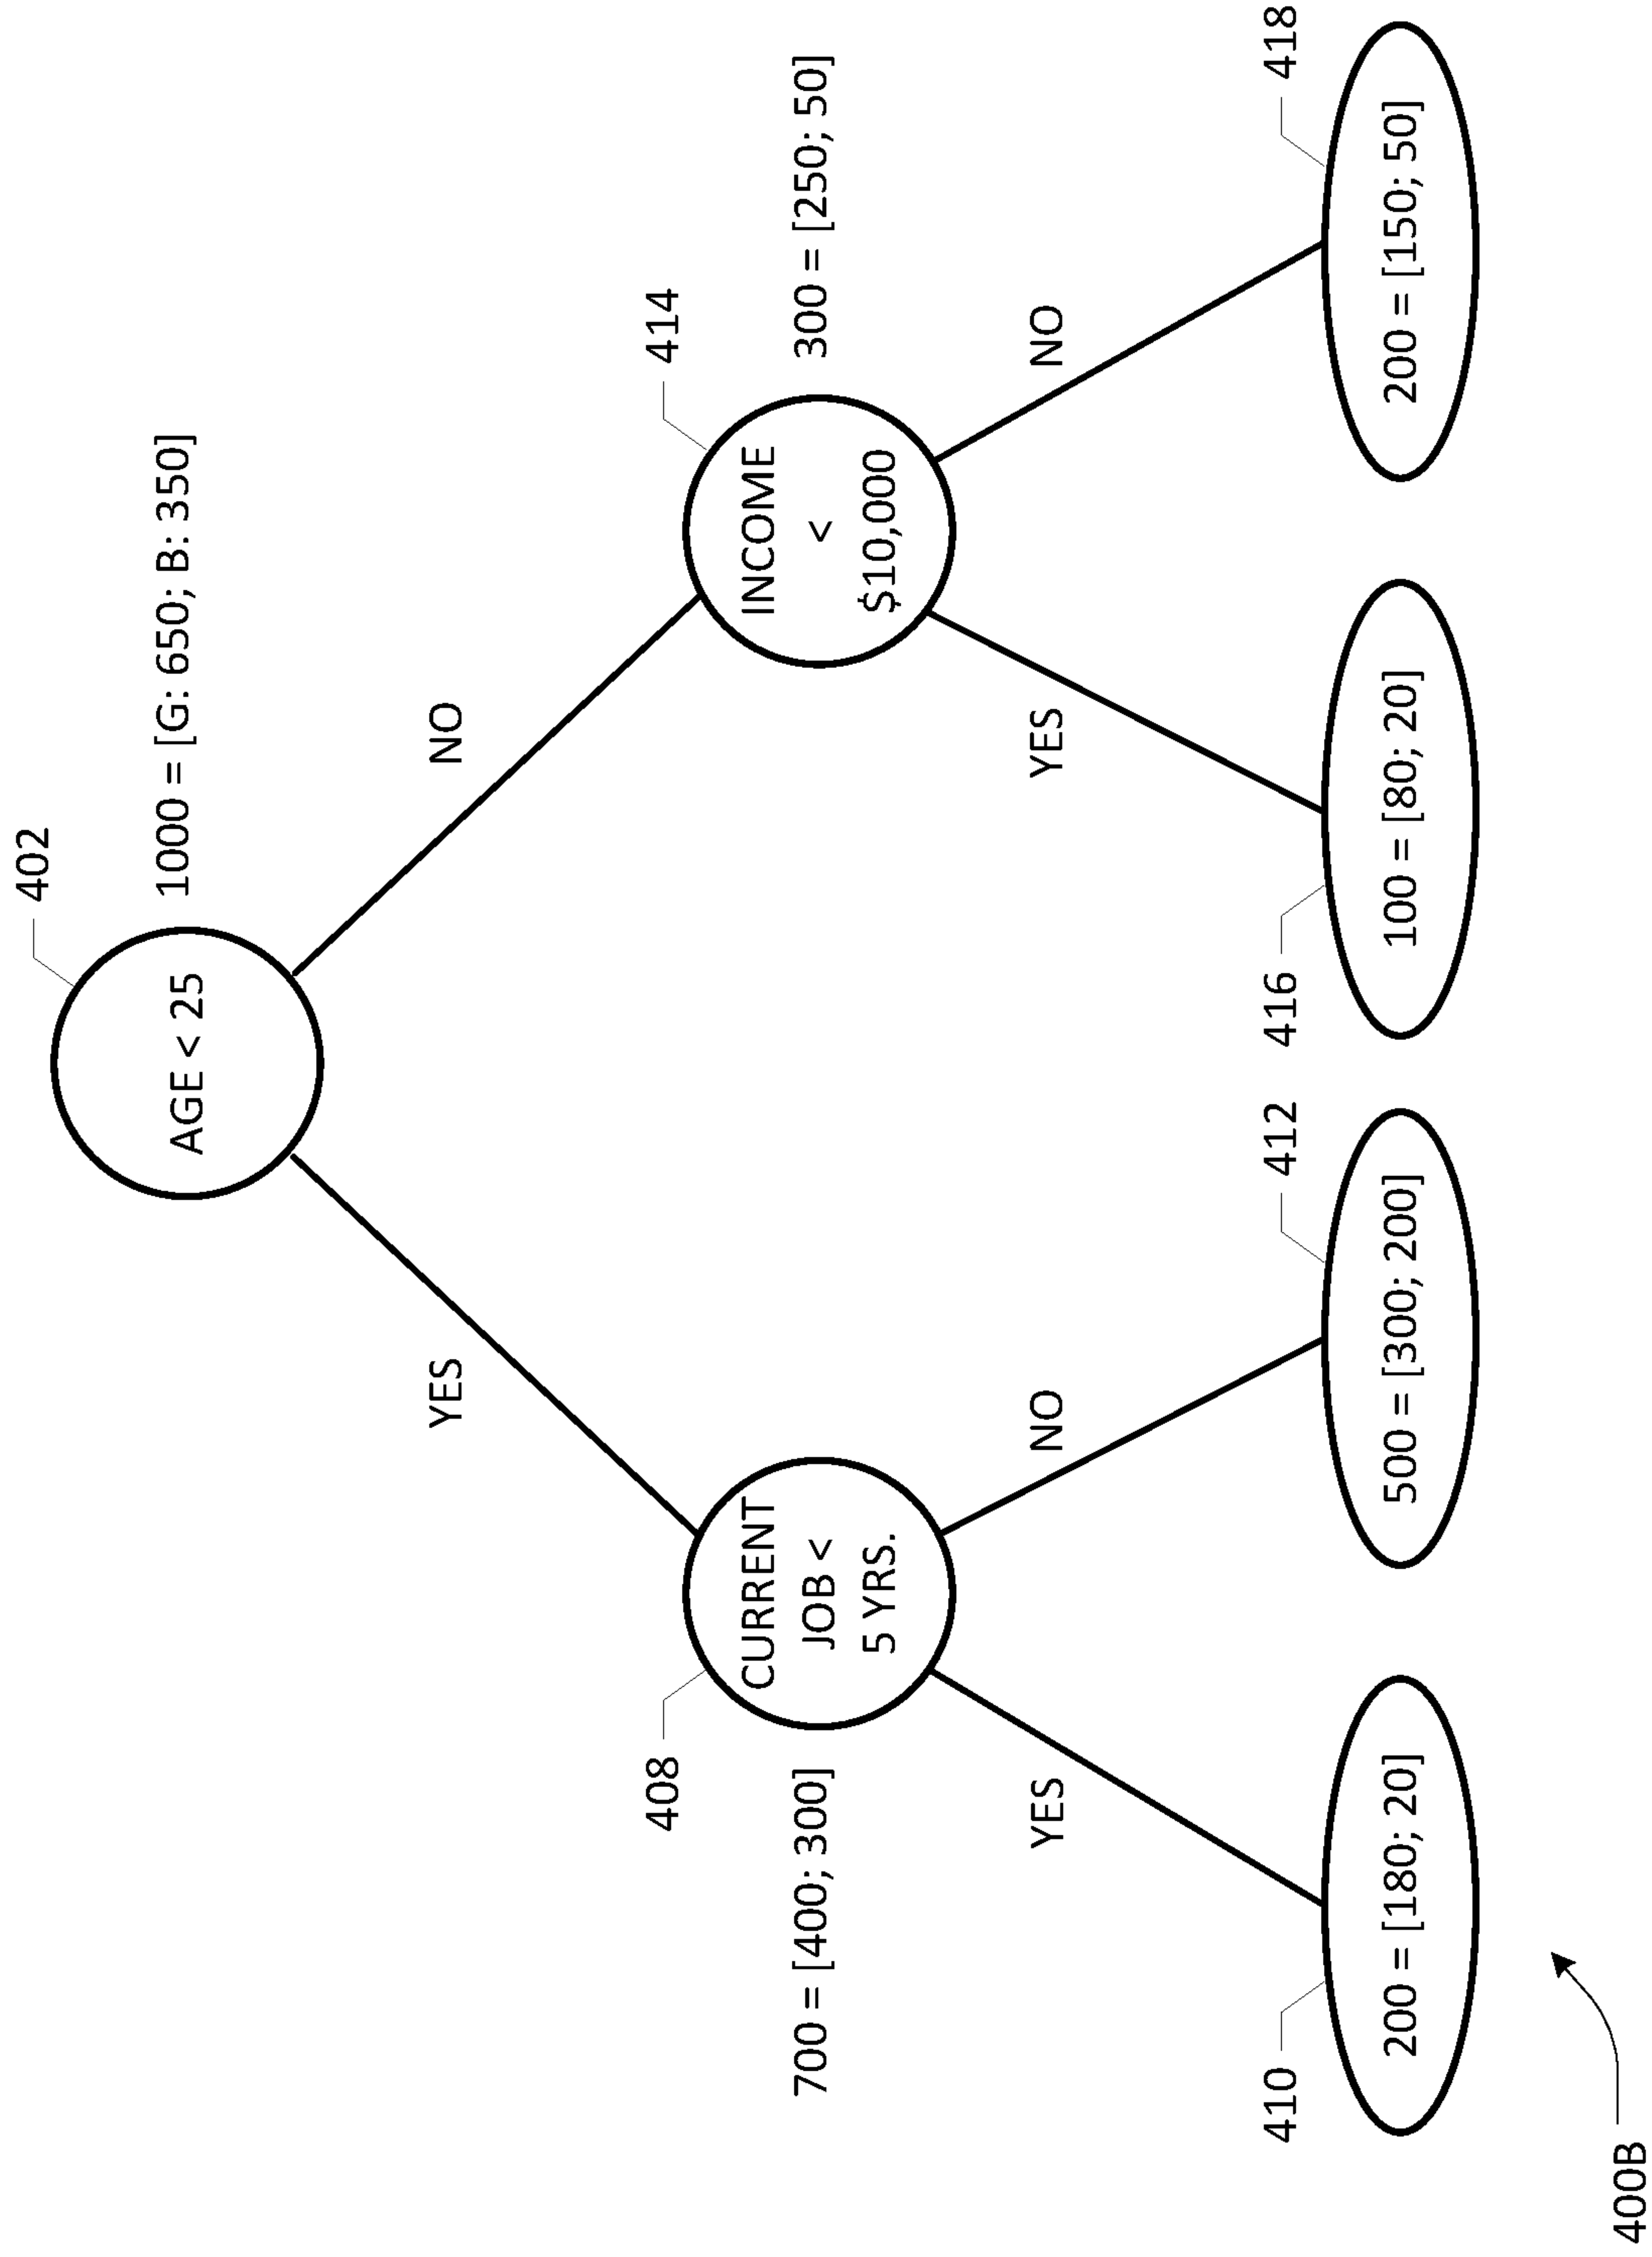 402
AGE < 25
1000 = [G: 650; B: 350]
YES
NO
408
414
CURRENT
JOB <
5 YRS.
700 = [400; 300]
INCOME
<
$10,000
300 = [250; 50]
YES
NO
YES
NO
410
412
416
418
200 = [180; 20]
500 = [300; 200]
100 = [80; 20]
200 = [150; 50]
400B